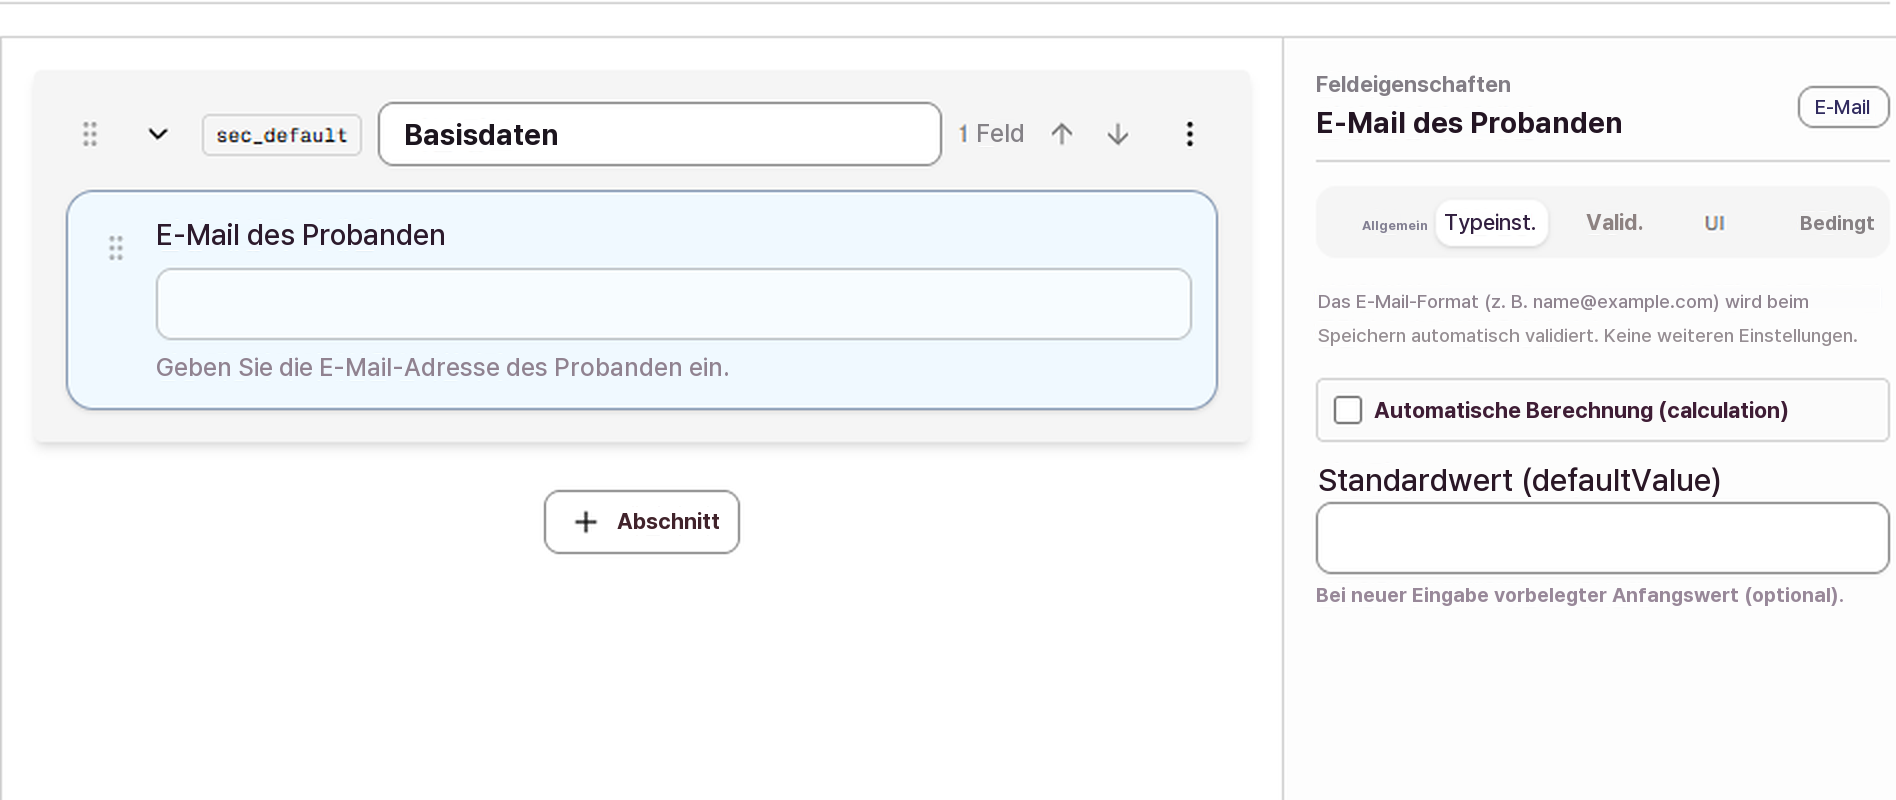 sec_default
Basisdaten
1 Feld
E-Mail des Probanden
Geben Sie die E-Mail-Adresse des Probanden ein.
Abschnitt
Feldeigenschaften
E-Mail des Probanden
E-Mail
Allgemein Typeinst. Valid. UI Bedingt
Das E-Mail-Format (z. B. name@example.com) wird beim
Speichern automatisch validiert. Keine weiteren Einstellungen.
Automatische Berechnung (calculation)
Standardwert (defaultValue)
Bei neuer Eingabe vorbelegter Anfangswert (optional).